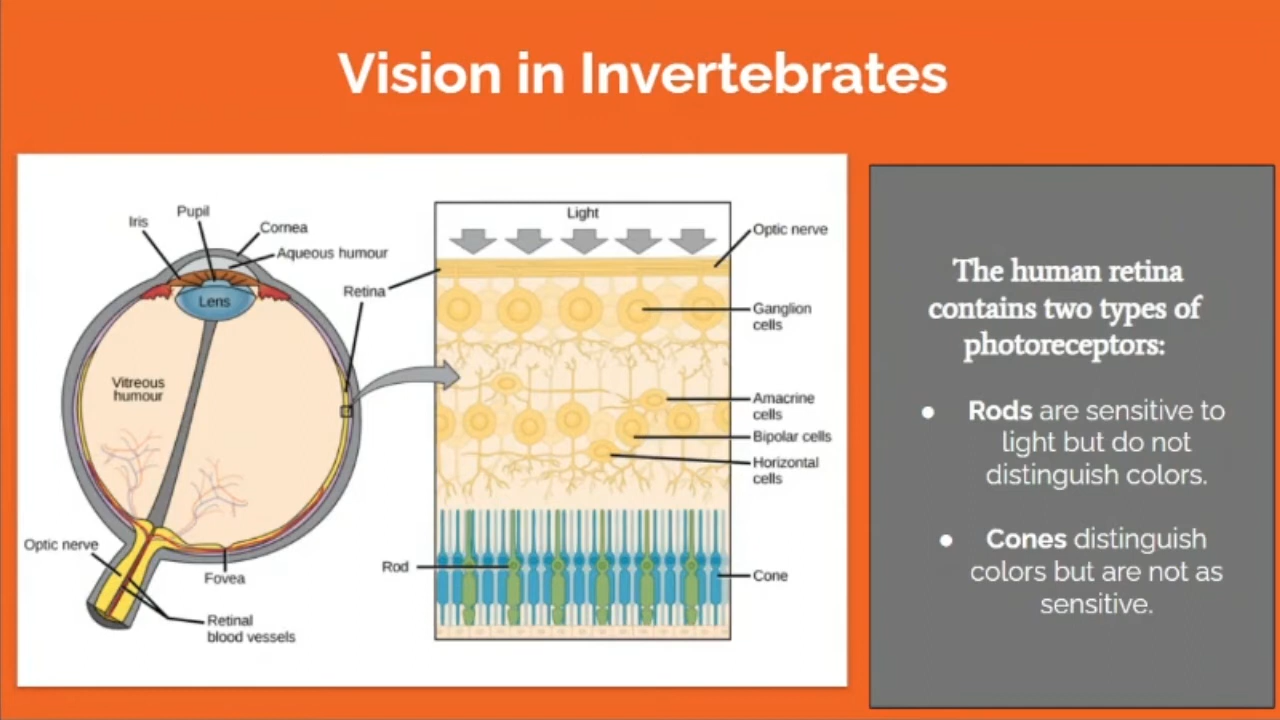 Vision in Invertebrates
Iris
Pupil
Cornea
Aqueous humour
Retina
Lens
Vitreous
humour
Optic nerve
Fovea
Retinal
blood vessels
Light
Optic nerve
Ganglion
cells
Amacrine
cells
Bipolar cells
Horizontal
cells
Rod
Cone
The human retina
contains two types of
photoreceptors:
● Rods are sensitive to
light but do not
distinguish colors.
● Cones distinguish
colors but are not as
sensitive.